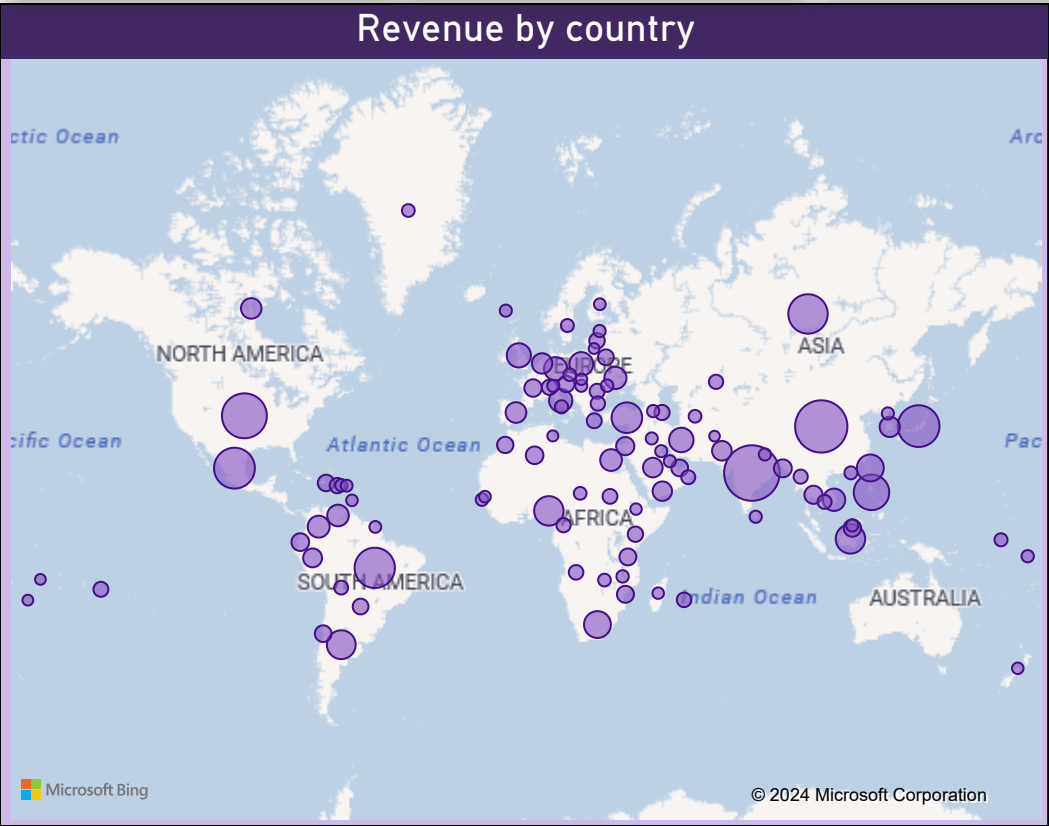 Revenue by country
ctic Ocean
Arc
NORTH AMERICA
EUROPE
ASIA
cific Ocean
Atlantic Ocean
Pac
AFRICA
SOUTH AMERICA
Indian Ocean
AUSTRALIA
Microsoft Bing
© 2024 Microsoft Corporation